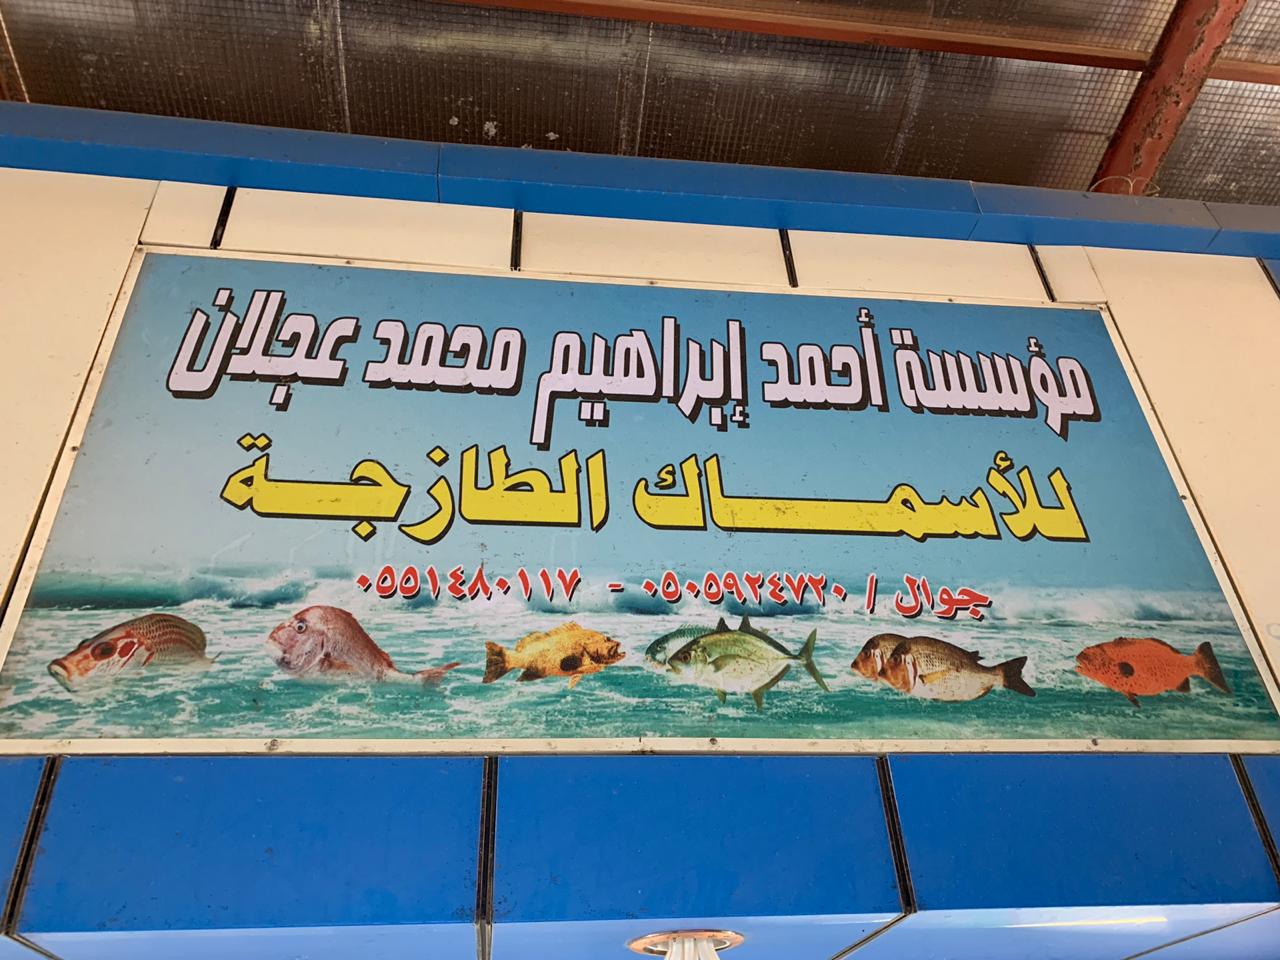 مؤسسة أحمد إبراهيم محمد عجلان
للأسماك الطازجة
جوال / ٠٥٠٥٩٢٤٧٢٠ - ٠٥٥١٤٨٠١١٧